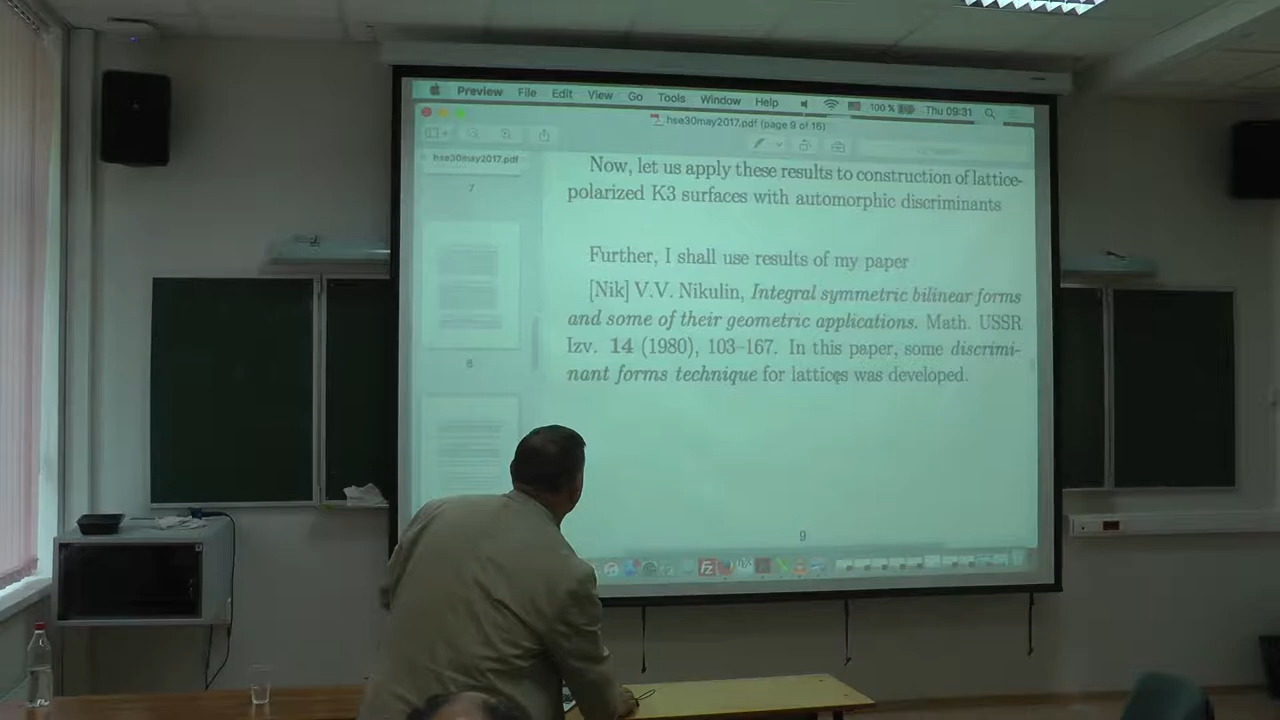 Preview File Edit View Go Tools Window Help 100 % Thu 09:31
hse30may2017.pdf (page 9 of 16)
hse30may2017.pdf
7
8
Now, let us apply these results to construction of lattice-
polarized K3 surfaces with automorphic discriminants
Further, I shall use results of my paper
[Nik] V.V. Nikulin, Integral symmetric bilinear forms
and some of their geometric applications. Math. USSR
Izv. 14 (1980), 103–167. In this paper, some discrimi-
nant forms technique for lattices was developed.
9